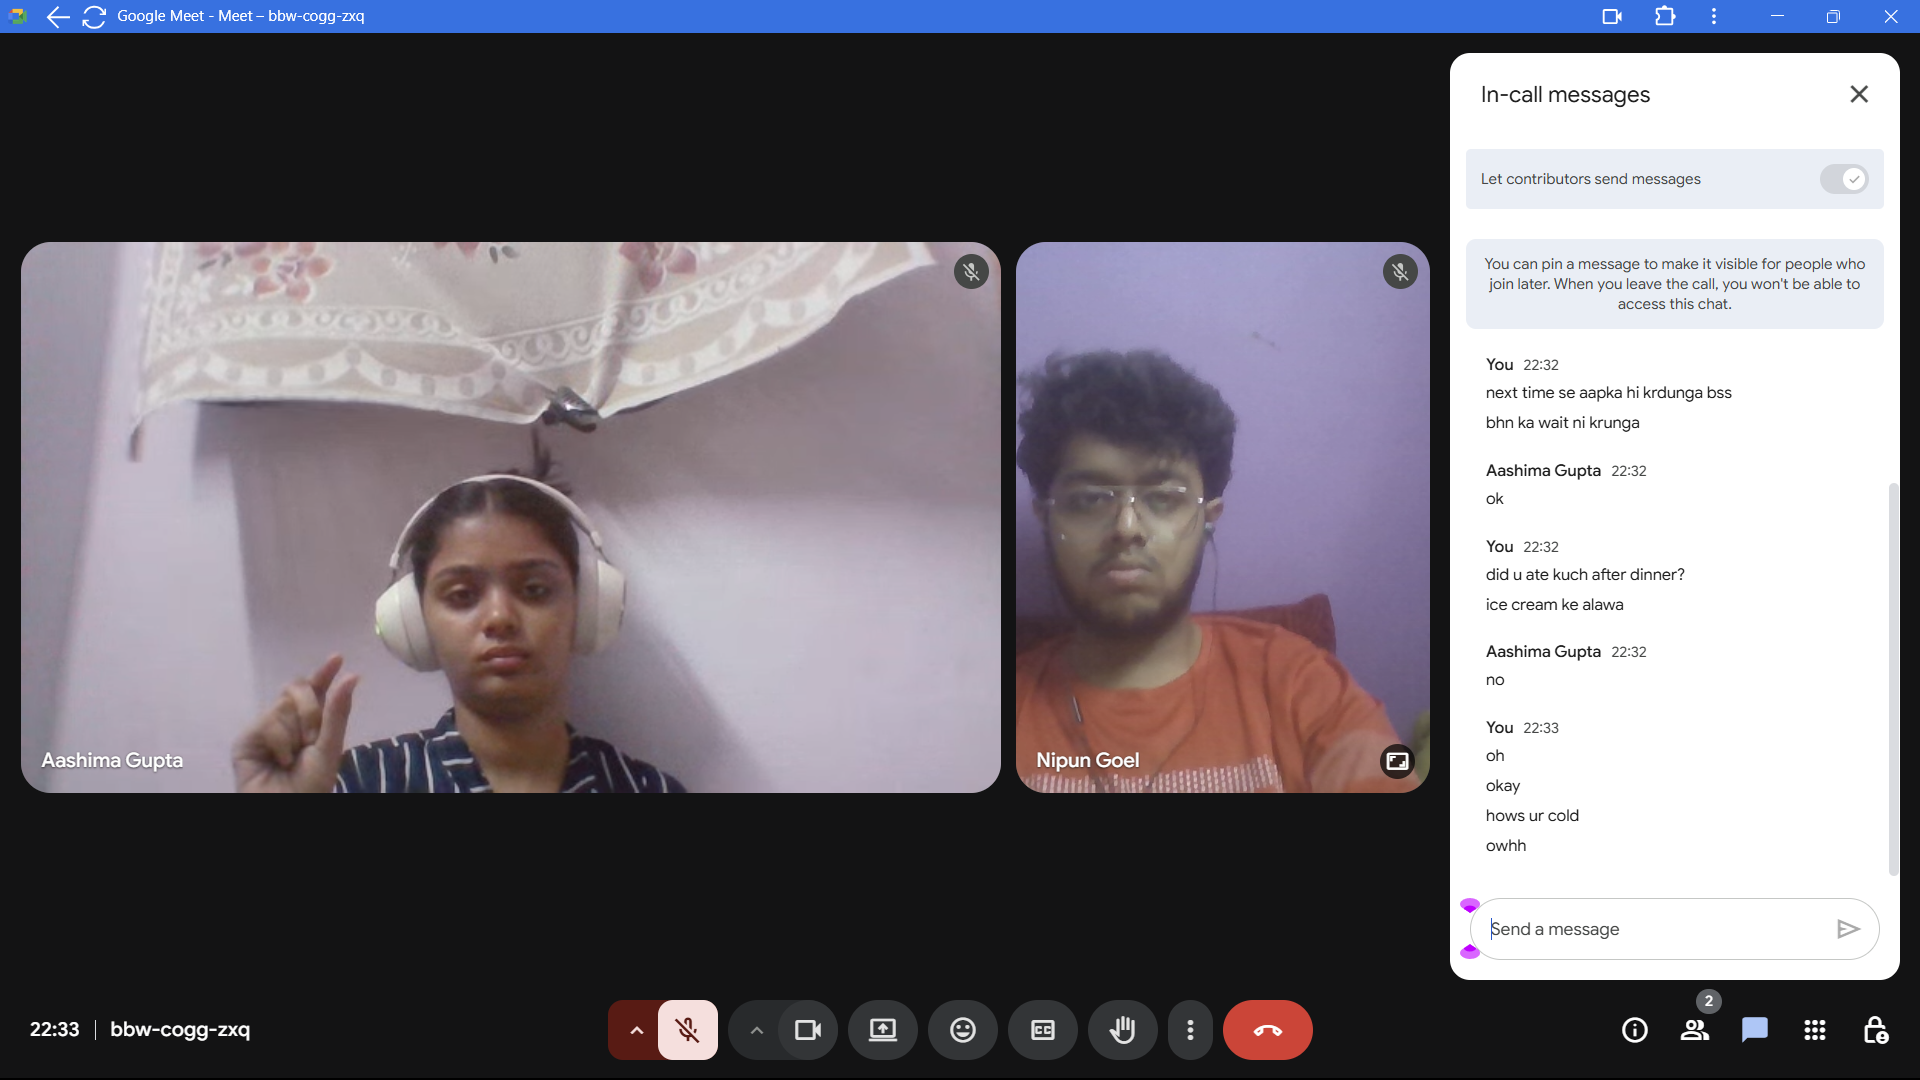 Google Meet - Meet – bbw-cogg-zxq
In-call messages
Let contributors send messages
You can pin a message to make it visible for people who
join later. When you leave the call, you won't be able to
access this chat.
You 22:32
next time se aapka hi krdunga bss
bhn ka wait ni krunga
Aashima Gupta 22:32
ok
You 22:32
did u ate kuch after dinner?
ice cream ke alawa
Aashima Gupta 22:32
no
You 22:33
oh
okay
hows ur cold
owhh
Send a message
Aashima Gupta
Nipun Goel
22:33 bbw-cogg-zxq
CC
2